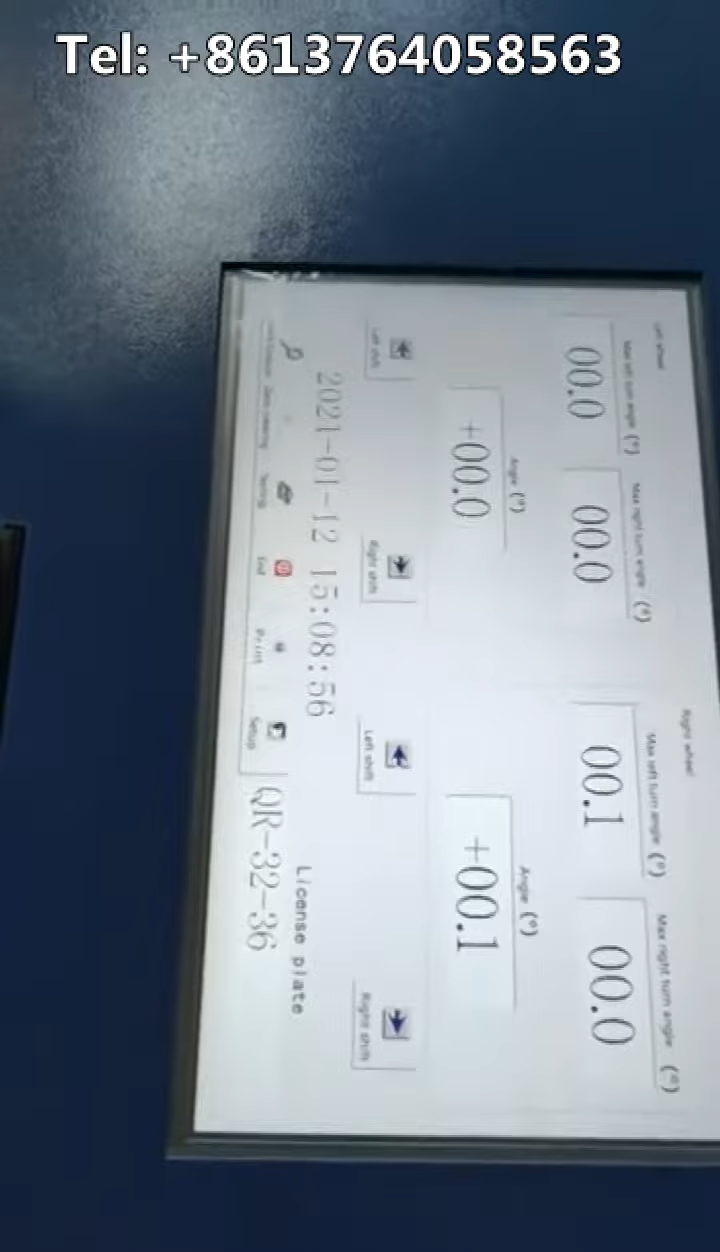 Tel: +8613764058563
Left wheel
Right wheel
Max left turn angle (°)
Max right turn angle (°)
Max left turn angle (°)
Max right turn angle (°)
00.0
00.0
00.1
00.0
Angle (°)
Angle (°)
+00.0
+00.1
Left shift
Right shift
Left shift
Right shift
2021-01-12 15:08:56
License plate
QR-32-36
End
Print
Setup